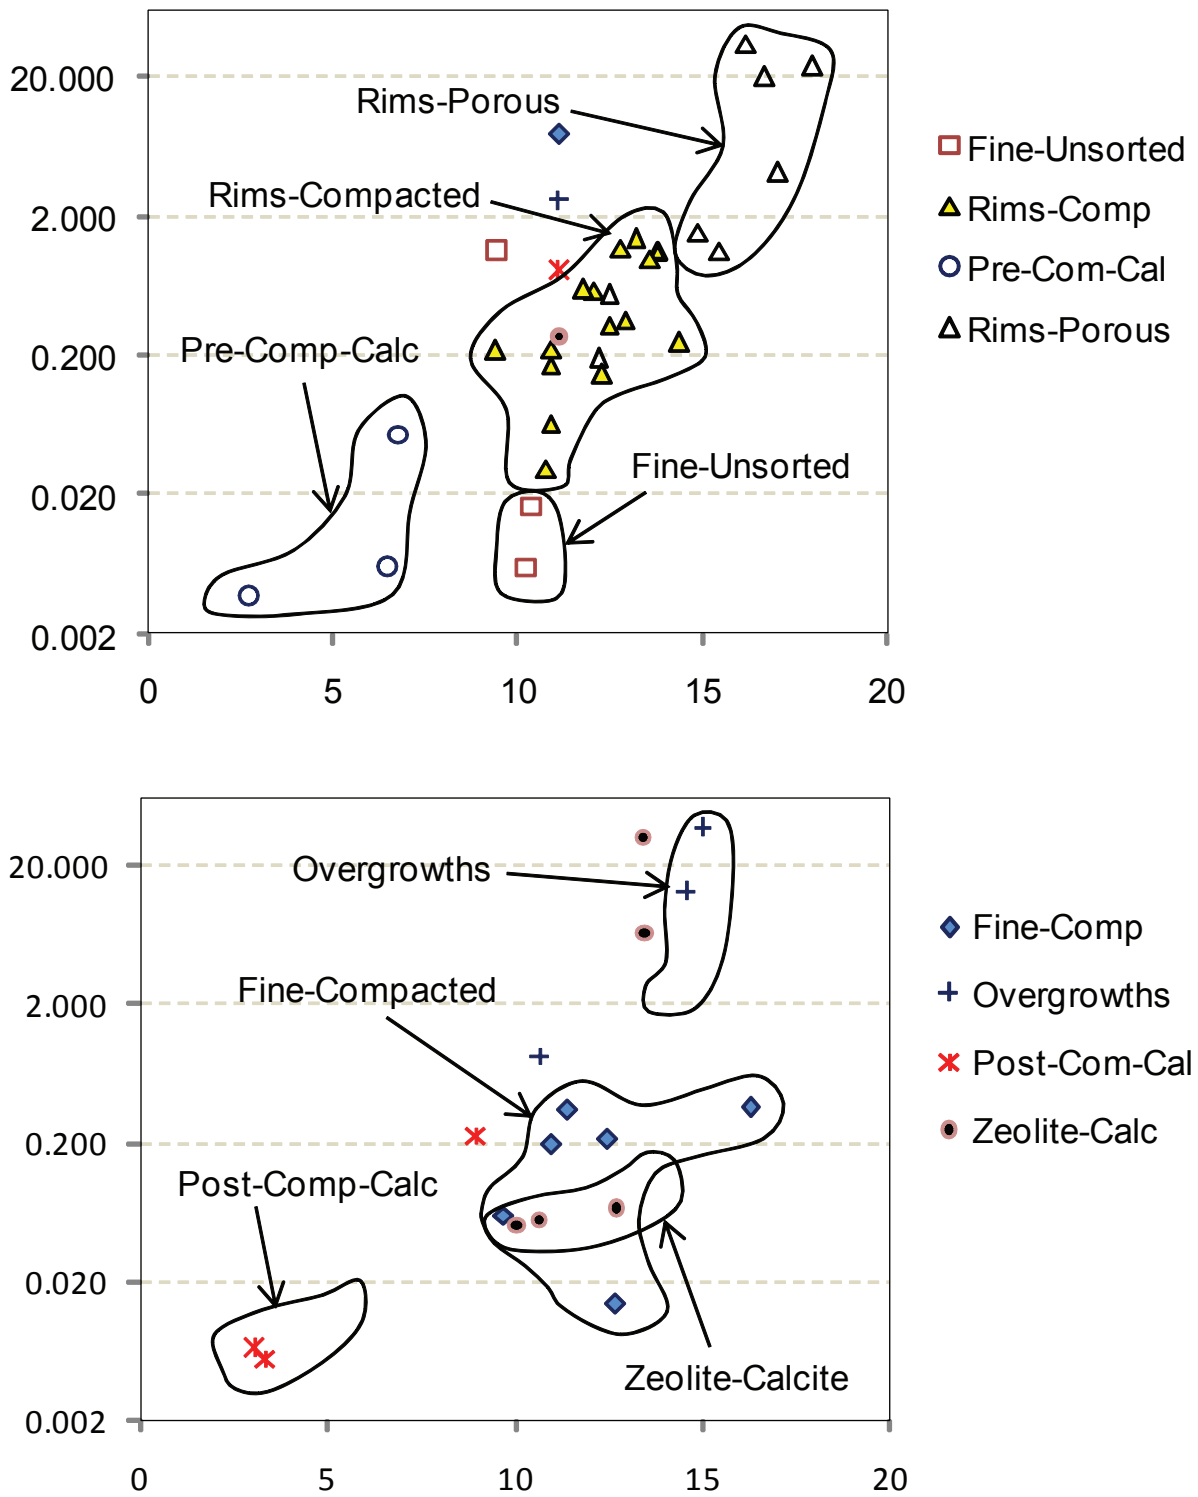 20.000
Rims-Porous
Fine-Unsorted
Rims-Compacted
Rims-Comp
2.000
Pre-Com-Cal
Rims-Porous
Pre-Comp-Calc
0.200
Fine-Unsorted
0.020
0.002
0 5 10 15 20
20.000
Overgrowths
Fine-Comp
Fine-Compacted
Overgrowths
2.000
Post-Com-Cal
0.200
Zeolite-Calc
Post-Comp-Calc
0.020
Zeolite-Calcite
0.002
0 5 10 15 20